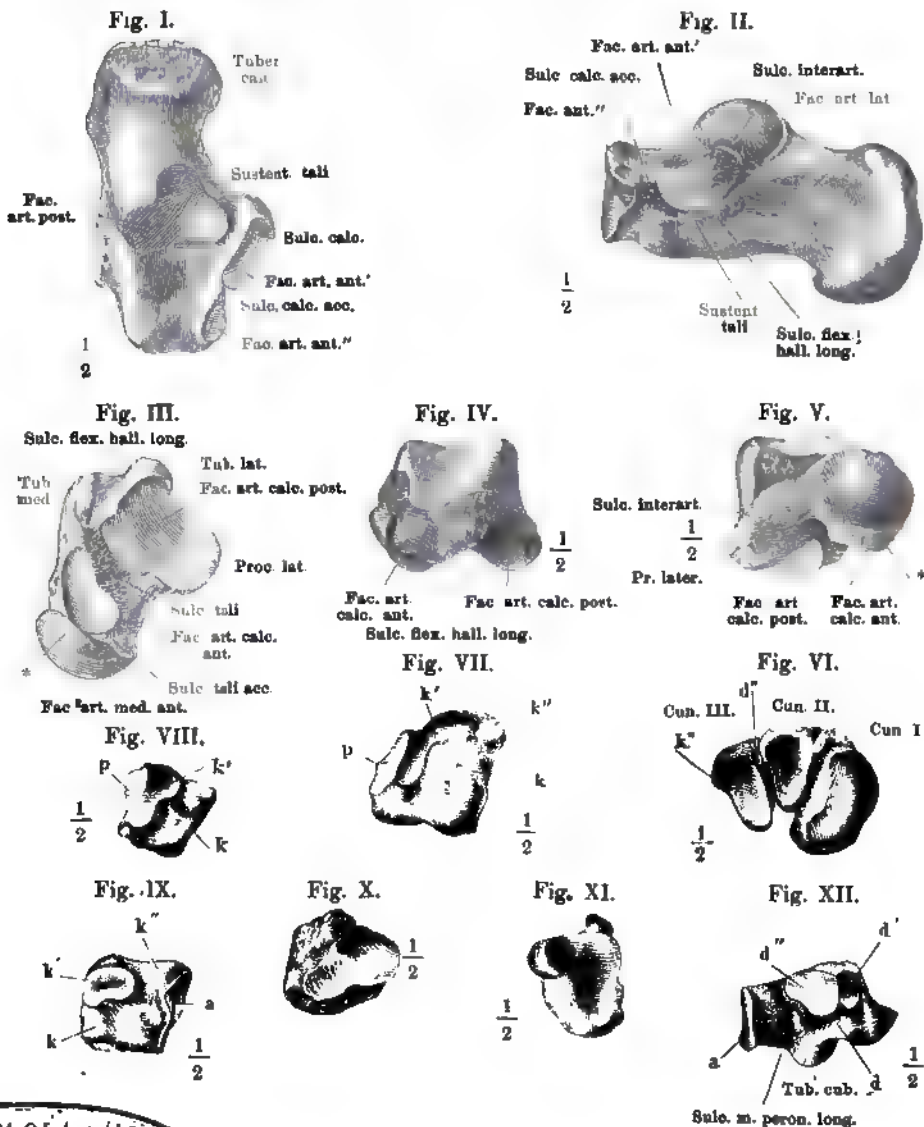 Fig. I.
Tuber
Sustent. tali
Fac.
art. post.
Sulc. calc.
Fac. art. ant.'
Sulc. calc. acc.
Fac. art. ant."
1
2
Fig. II.
Fac. art. ant.'
Sulc calc. acc.
Sulc. interart.
Fac. ant."
Fac art lat
1
2
Sustent
tali
Sulc. flex.
hall. long.
Fig. III.
Sulc. flex. hall. long.
Tub. lat.
Tub
med
Fac. art. calc. post.
Proc. lat.
Sulc tali
Fac art. calc.
ant.
*
Sulc tali acc.
Fac art. med. ant.
Fig. IV.
1
2
Fac. art.
calc. ant.
Fac art. calc. post.
Sulc. flex. hall. long.
Fig. V.
Sulc. interart.
1
2
Pr. later.
*
Fac art
calc. post.
Fac. art.
calc. ant.
Fig. VII.
k'
k"
p
k
1
2
Fig. VI.
d"
Cun. III.
Cun. II.
Cun I
k"
1
2
Fig. VIII.
p
k'
1
2
k
Fig. IX.
k"
k'
a
k
1
2
Fig. X.
1
2
Fig. XI.
1
2
Fig. XII.
d"
d'
a
Tub. cub.
d
1
2
Sulc. m. peron. long.